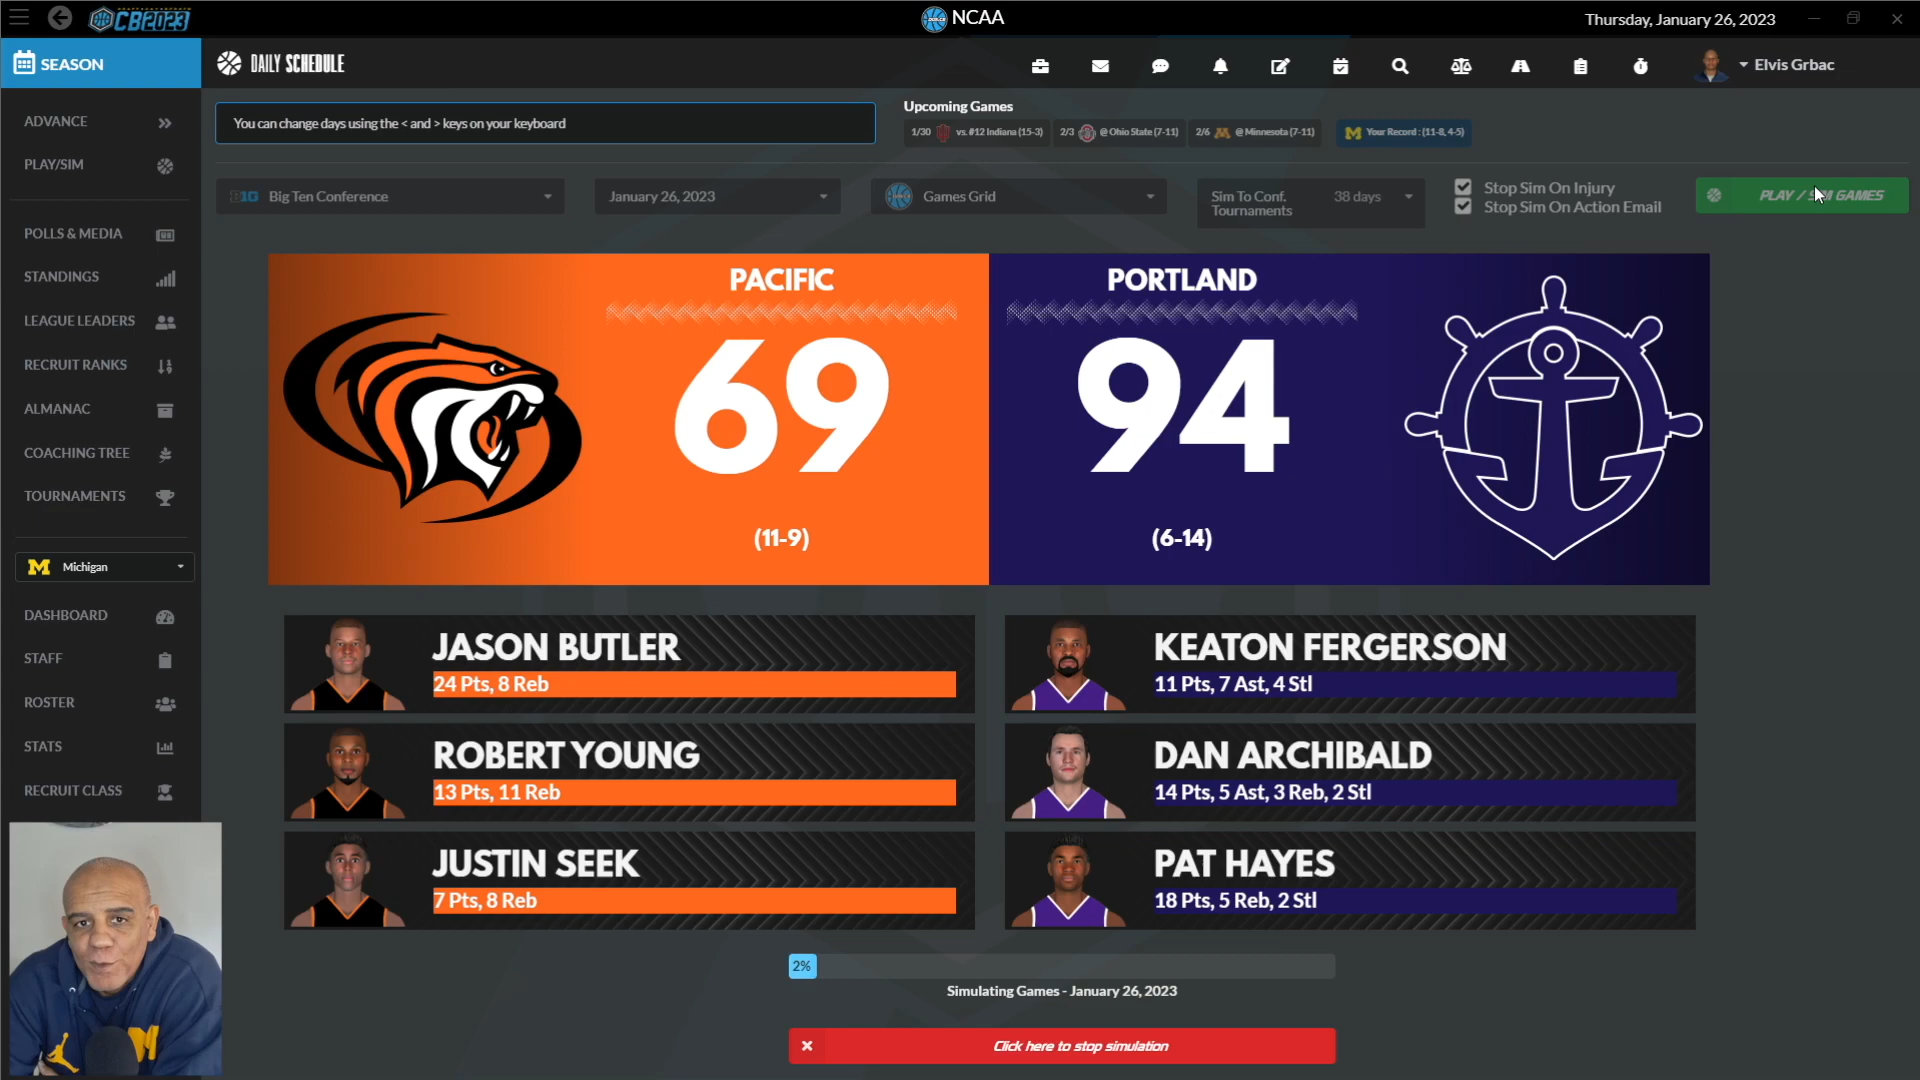 CB2023
NCAA
Thursday, January 26, 2023
SEASON
DAILY SCHEDULE
Elvis Grbac
ADVANCE
PLAY/SIM
POLLS & MEDIA
STANDINGS
LEAGUE LEADERS
RECRUIT RANKS
ALMANAC
COACHING TREE
TOURNAMENTS
Michigan
DASHBOARD
STAFF
ROSTER
STATS
RECRUIT CLASS
You can change days using the < and > keys on your keyboard
Upcoming Games
1/30 vs. #12 Indiana (15-3) 2/3 @ Ohio State (7-11) 2/6 @ Minnesota (7-11) Your Record : (11-8, 4-5)
B1G Big Ten Conference
January 26, 2023
Games Grid
Sim To Conf. Tournaments
38 days
Stop Sim On Injury
Stop Sim On Action Email
PLAY / SIM GAMES
PACIFIC
69
(11-9)
PORTLAND
94
(6-14)
JASON BUTLER
24 Pts, 8 Reb
ROBERT YOUNG
13 Pts, 11 Reb
JUSTIN SEEK
7 Pts, 8 Reb
KEATON FERGERSON
11 Pts, 7 Ast, 4 Stl
DAN ARCHIBALD
14 Pts, 5 Ast, 3 Reb, 2 Stl
PAT HAYES
18 Pts, 5 Reb, 2 Stl
2%
Simulating Games - January 26, 2023
Click here to stop simulation